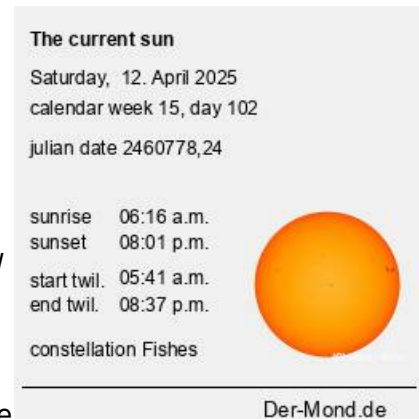 The current sun
Saturday, 12. April 2025
calendar week 15, day 102
julian date 2460778,24
sunrise 06:16 a.m.
sunset 08:01 p.m.
start twil. 05:41 a.m.
end twil. 08:37 p.m.
constellation Fishes
Der-Mond.de